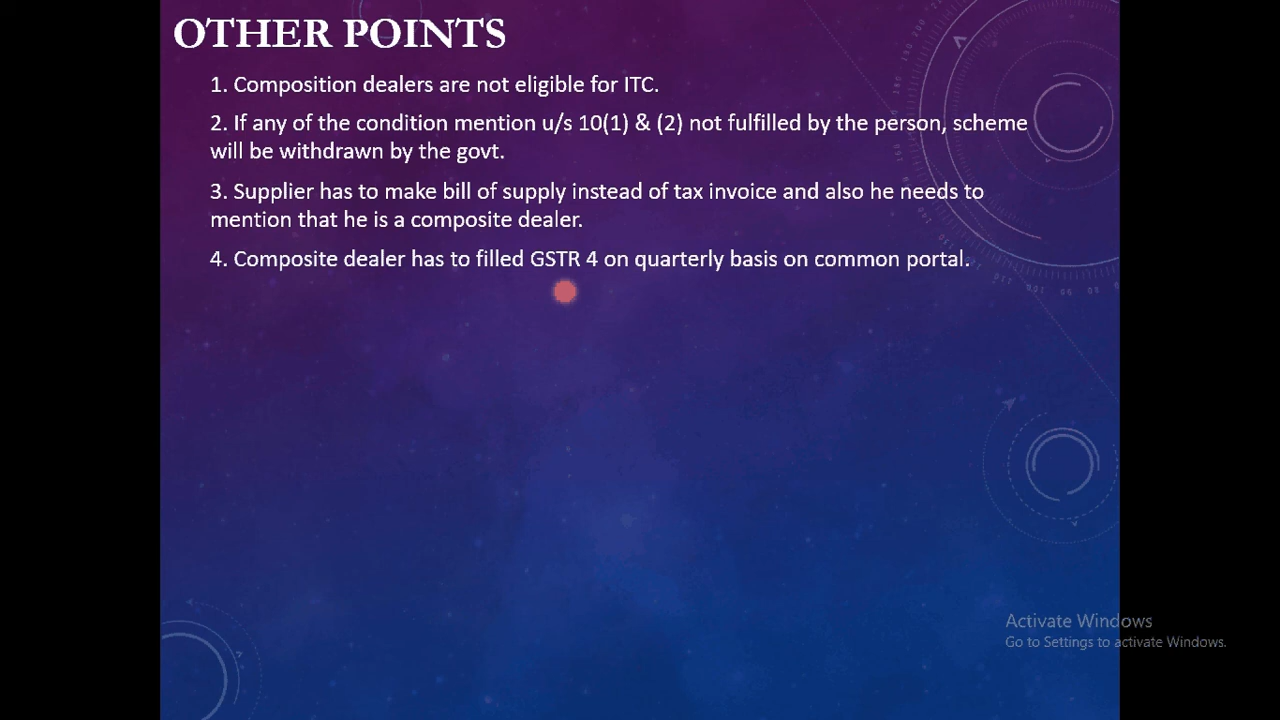 OTHER POINTS
1. Composition dealers are not eligible for ITC.
2. If any of the condition mention u/s 10(1) & (2) not fulfilled by the person, scheme
will be withdrawn by the govt.
3. Supplier has to make bill of supply instead of tax invoice and also he needs to
mention that he is a composite dealer.
4. Composite dealer has to filled GSTR 4 on quarterly basis on common portal.
Activate Windows
Go to Settings to activate Windows.